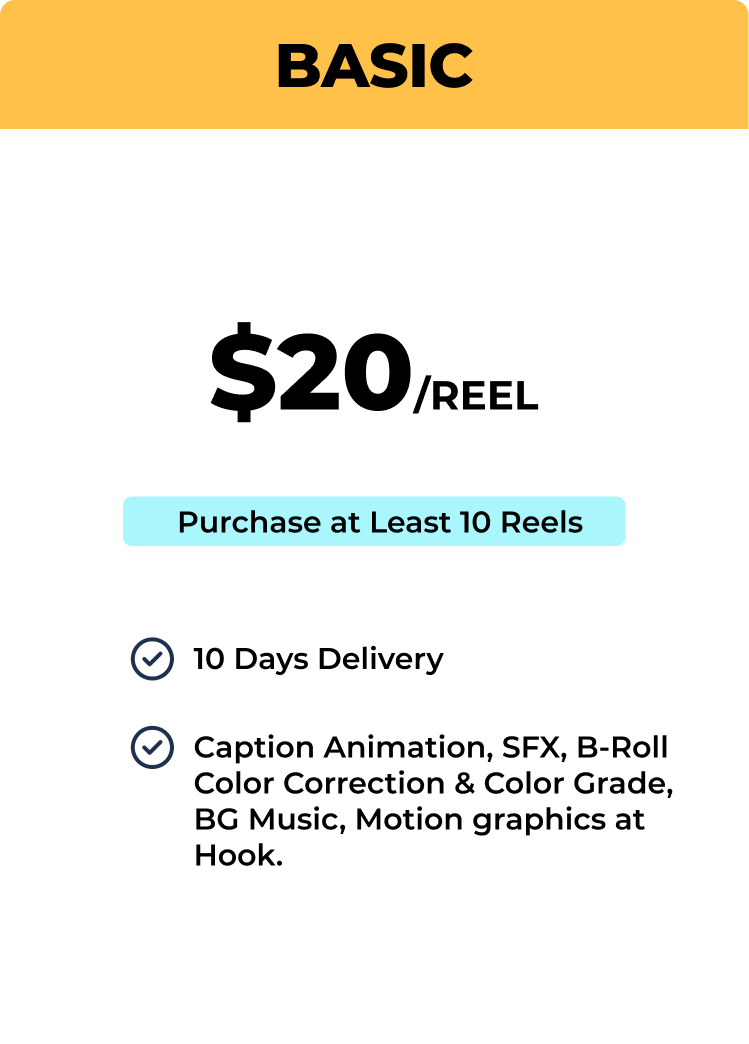 BASIC
$20/REEL
Purchase at Least 10 Reels
10 Days Delivery
Caption Animation, SFX, B-Roll
Color Correction & Color Grade,
BG Music, Motion graphics at
Hook.